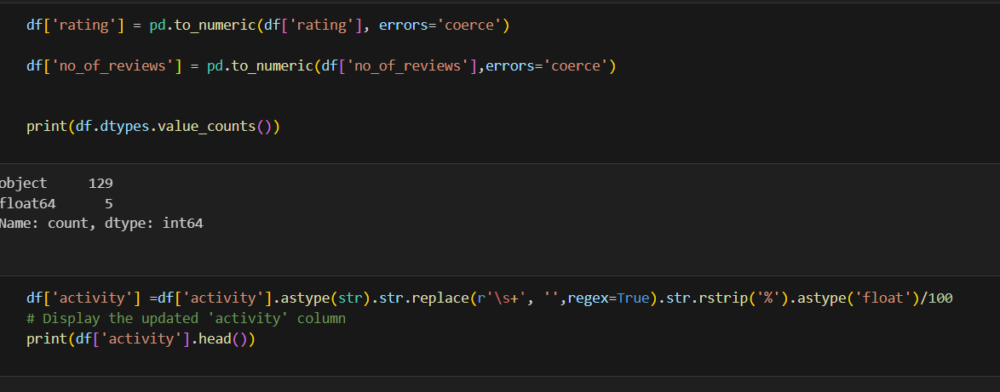 df['rating'] = pd.to_numeric(df['rating'], errors='coerce')
df['no_of_reviews'] = pd.to_numeric(df['no_of_reviews'],errors='coerce')
print(df.dtypes.value_counts())
object     129
float64      5
Name: count, dtype: int64
df['activity'] =df['activity'].astype(str).str.replace(r'\s+', '',regex=True).str.rstrip('%').astype('float')/100
# Display the updated 'activity' column
print(df['activity'].head())